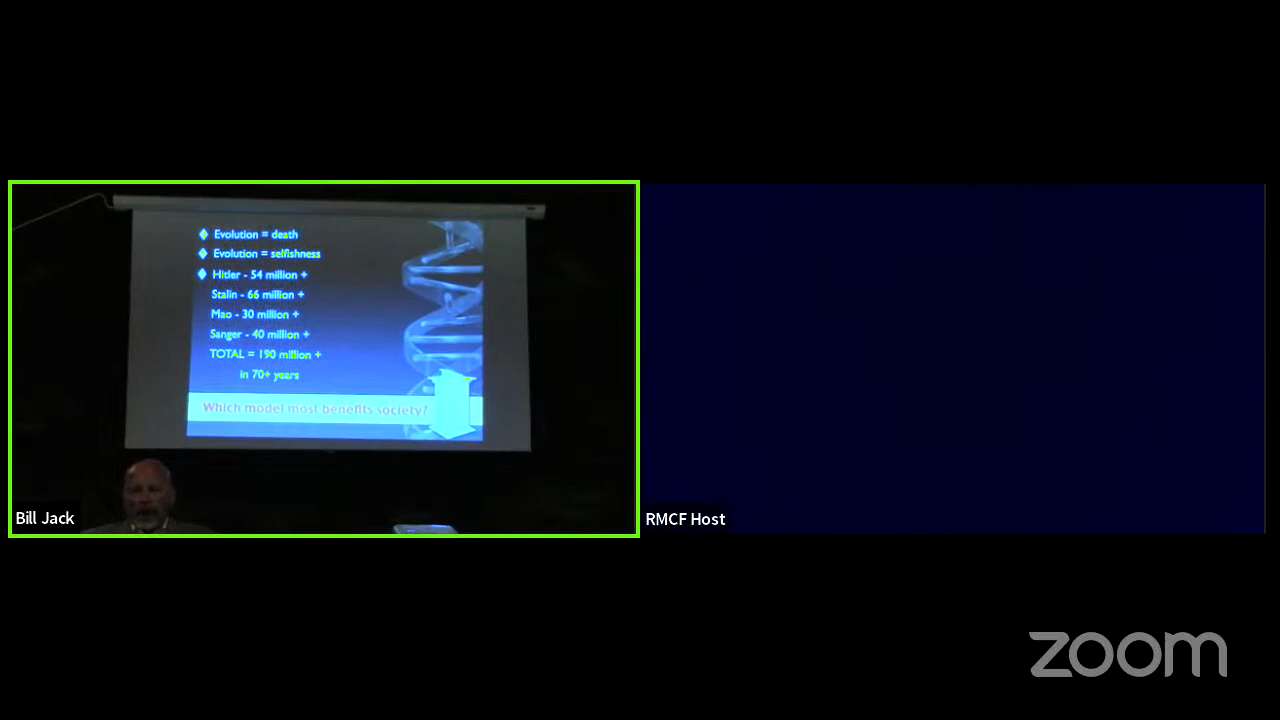 Evolution = death
Evolution = selfishness
Hitler - 54 million +
Stalin - 66 million +
Mao - 30 million +
Sanger - 40 million +
TOTAL = 190 million +
in 70+ years
Which model most benefits society?
Bill Jack
RMCF Host
zoom